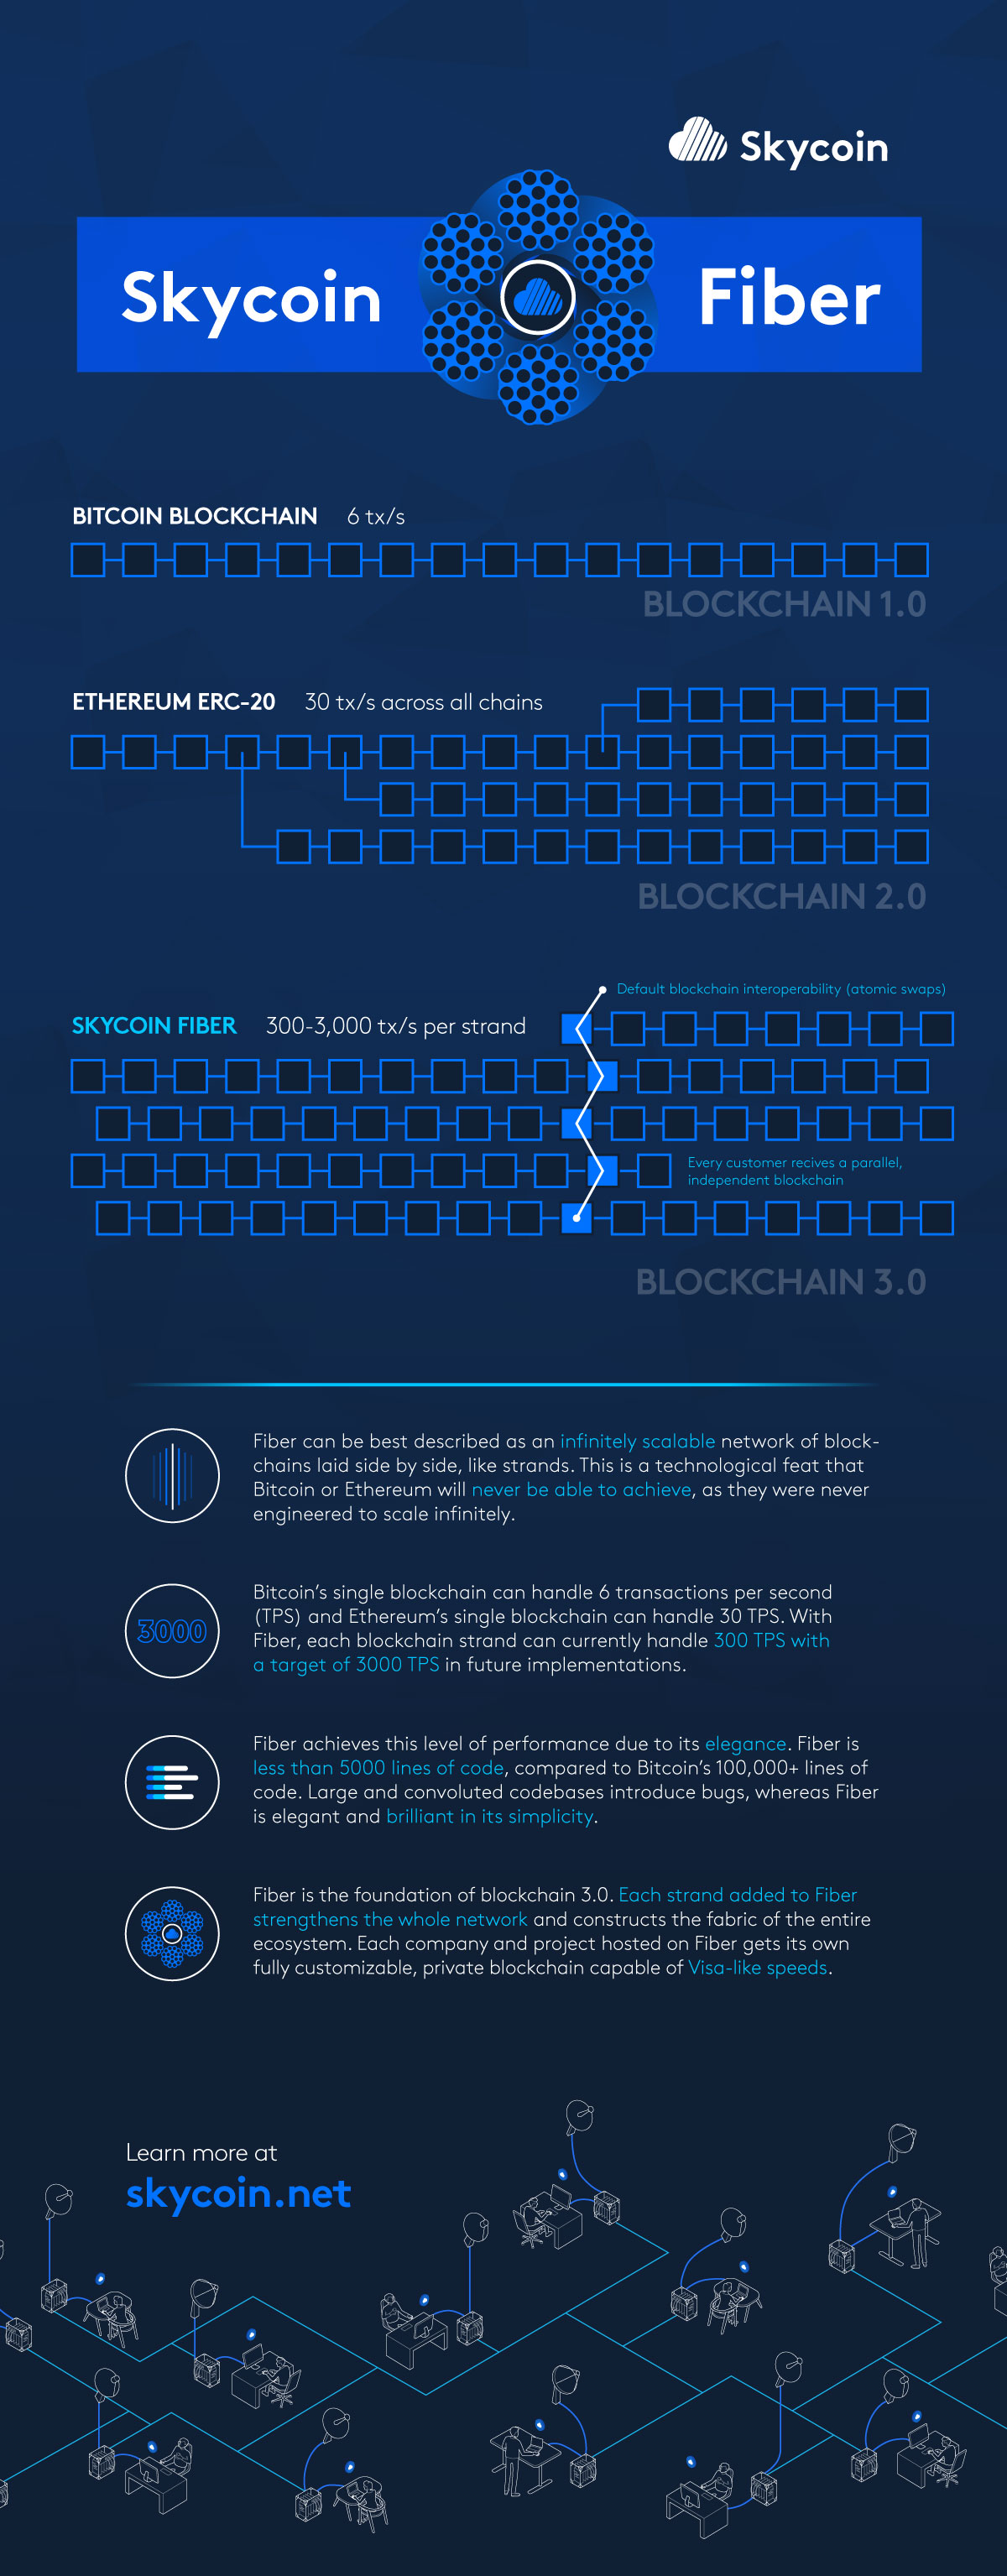 Skycoin
Skycoin Fiber
BITCOIN BLOCKCHAIN 6 tx/s
BLOCKCHAIN 1.0
ETHEREUM ERC-20 30 tx/s across all chains
BLOCKCHAIN 2.0
Default blockchain interoperability (atomic swaps)
SKYCOIN FIBER 300-3,000 tx/s per strand
Every customer recives a parallel,
independent blockchain
BLOCKCHAIN 3.0
Fiber can be best described as an infinitely scalable network of block-
chains laid side by side, like strands. This is a technological feat that
Bitcoin or Ethereum will never be able to achieve, as they were never
engineered to scale infinitely.
3000
Bitcoin's single blockchain can handle 6 transactions per second
(TPS) and Ethereum's single blockchain can handle 30 TPS. With
Fiber, each blockchain strand can currently handle 300 TPS with
a target of 3000 TPS in future implementations.
Fiber achieves this level of performance due to its elegance. Fiber is
less than 5000 lines of code, compared to Bitcoin's 100,000+ lines of
code. Large and convoluted codebases introduce bugs, whereas Fiber
is elegant and brilliant in its simplicity.
Fiber is the foundation of blockchain 3.0. Each strand added to Fiber
strengthens the whole network and constructs the fabric of the entire
ecosystem. Each company and project hosted on Fiber gets its own
fully customizable, private blockchain capable of Visa-like speeds.
Learn more at
skycoin.net